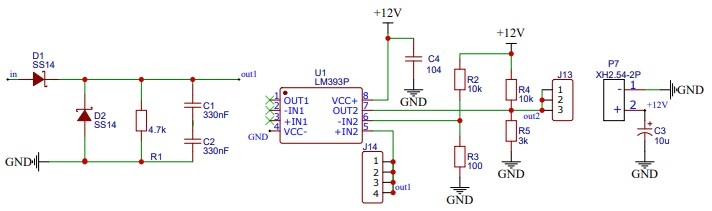 +12V
+12V
D1
SS14
in
out1
D2
SS14
4.7k
R1
C1
330nF
C2
330nF
GND
U1
LM393P
1
OUT1
VCC+
8
2
-IN1
OUT2
7
3
+IN1
-IN2
6
4
VCC-
+IN2
5
GND
C4
104
GND
R2
10k
R4
10k
out2
R3
100
R5
3k
GND
GND
J13
1
2
3
J14
1
2
3
4
out1
P7
XH2.54-2P
-
1
GND
+
2
+12V
+
C3
10u
GND